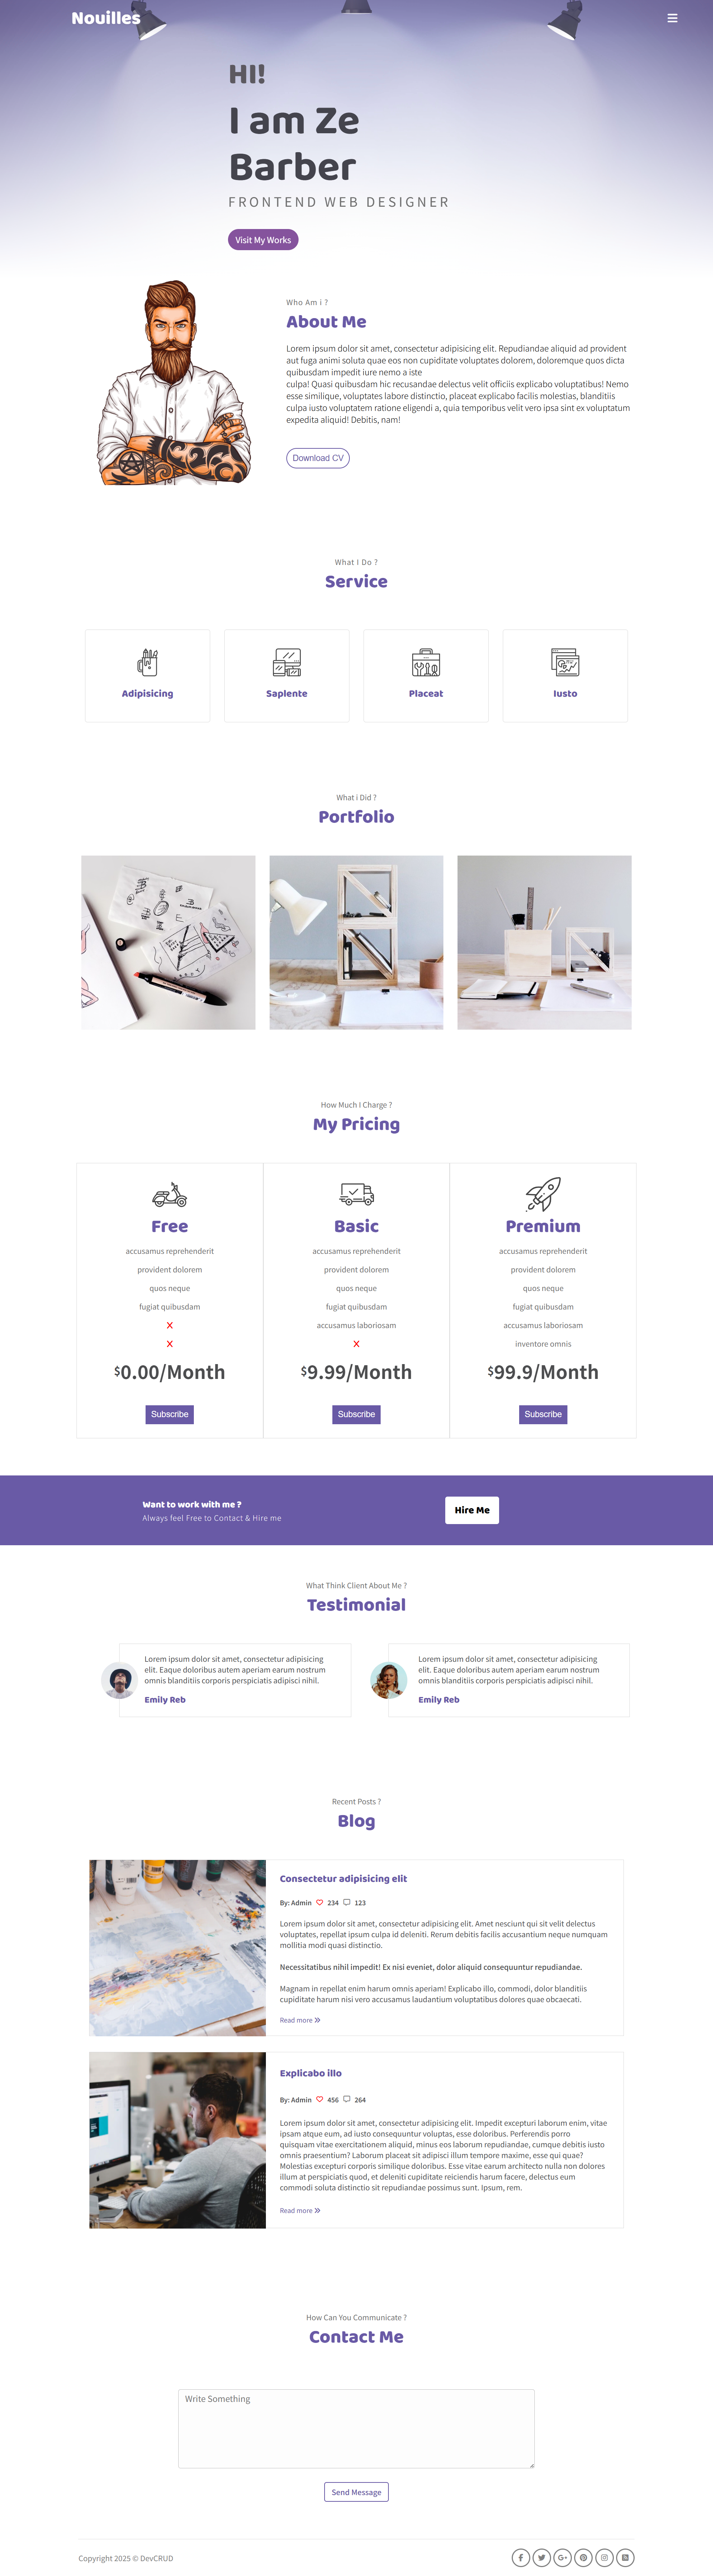 Nouilles
HI!
I am Ze
Barber
FRONTEND WEB DESIGNER
Visit My Works
Who Am i ?
About Me
Lorem ipsum dolor sit amet, consectetur adipisicing elit. Repudiandae aliquid ad provident
aut fuga animi soluta quae eos non cupiditate voluptates dolorem, doloremque quos dicta
quibusdam impedit iure nemo a iste
culpa! Quasi quibusdam hic recusandae delectus velit officiis explicabo voluptatibus! Nemo
esse similique, voluptates labore distinctio, placeat explicabo facilis molestias, blanditiis
culpa iusto voluptatem ratione eligendi a, quia temporibus velit vero ipsa sint ex voluptatum
expedita aliquid! Debitis, nam!
Download CV
What I Do ?
Service
Adipisicing
Saplente
Placeat
Iusto
What i Did ?
Portfolio
How Much I Charge ?
My Pricing
Free
accusamus reprehenderit
provident dolorem
quos neque
fugiat quibusdam
$0.00/Month
Subscribe
Basic
accusamus reprehenderit
provident dolorem
quos neque
fugiat quibusdam
accusamus laboriosam
$9.99/Month
Subscribe
Premium
accusamus reprehenderit
provident dolorem
quos neque
fugiat quibusdam
accusamus laboriosam
inventore omnis
$99.9/Month
Subscribe
Want to work with me ?
Always feel Free to Contact & Hire me
Hire Me
What Think Client About Me ?
Testimonial
Lorem ipsum dolor sit amet, consectetur adipisicing
elit. Eaque doloribus autem aperiam earum nostrum
omnis blanditiis corporis perspiciatis adipisci nihil.
Emily Reb
Lorem ipsum dolor sit amet, consectetur adipisicing
elit. Eaque doloribus autem aperiam earum nostrum
omnis blanditiis corporis perspiciatis adipisci nihil.
Emily Reb
Recent Posts ?
Blog
Consectetur adipisicing elit
By: Admin 234 123
Lorem ipsum dolor sit amet, consectetur adipisicing elit. Amet nesciunt qui sit velit delectus
voluptates, repellat ipsum culpa id deleniti. Rerum debitis facilis accusantium neque numquam
mollitia modi quasi distinctio.
Necessitatibus nihil impedit! Ex nisi eveniet, dolor aliquid consequuntur repudiandae.
Magnam in repellat enim harum omnis aperiam! Explicabo illo, commodi, dolor blanditiis
cupiditate harum nisi vero accusamus laudantium voluptatibus dolores quae obcaecati.
Read more
Explicabo illo
By: Admin 456 264
Lorem ipsum dolor sit amet, consectetur adipisicing elit. Impedit excepturi laborum enim, vitae
ipsam atque eum, ad iusto consequuntur voluptas, esse doloribus. Perferendis porro
quisquam vitae exercitationem aliquid, minus eos laborum repudiandae, cumque debitis iusto
omnis praesentium? Laborum placeat sit adipisci illum tempore maxime, esse qui quae?
Molestias excepturi corporis similique doloribus. Esse vitae earum architecto nulla non dolores
illum at perspiciatis quod, et deleniti cupiditate reiciendis harum facere, delectus eum
commodi soluta distinctio sit repudiandae possimus sunt. Ipsum, rem.
Read more
How Can You Communicate ?
Contact Me
Write Something
Send Message
Copyright 2025 © DevCRUD